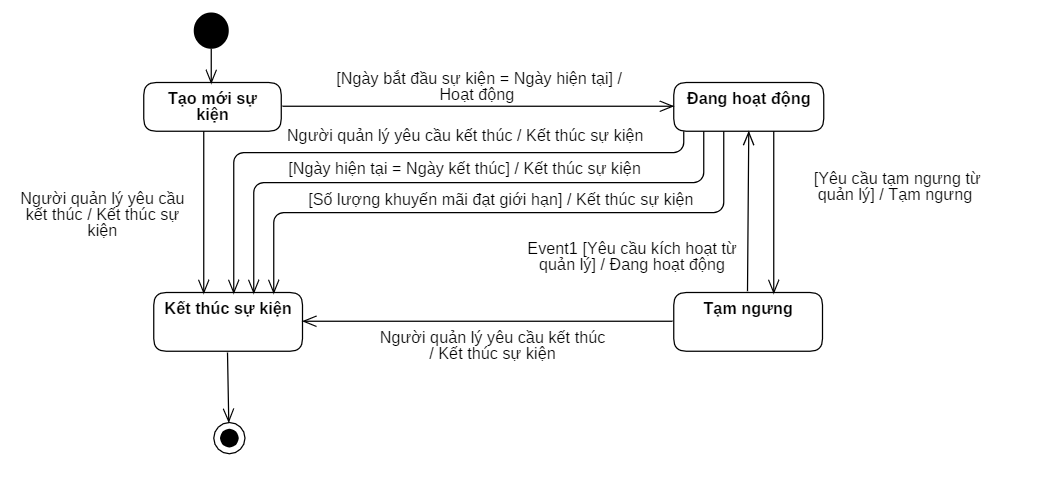 [Ngày bắt đầu sự kiện = Ngày hiện tại] /
Hoạt động
Tạo mới sự
kiện
Đang hoạt động
Người quản lý yêu cầu kết thúc / Kết thúc sự kiện
[Ngày hiện tại = Ngày kết thúc] / Kết thúc sự kiện
[Số lượng khuyến mãi đạt giới hạn] / Kết thúc sự kiện
Người quản lý yêu cầu
kết thúc / Kết thúc sự
kiện
[Yêu cầu tạm ngưng từ
quản lý] / Tạm ngưng
Event1 [Yêu cầu kích hoạt từ
quản lý] / Đang hoạt động
Kết thúc sự kiện
Tạm ngưng
Người quản lý yêu cầu kết thúc
/ Kết thúc sự kiện